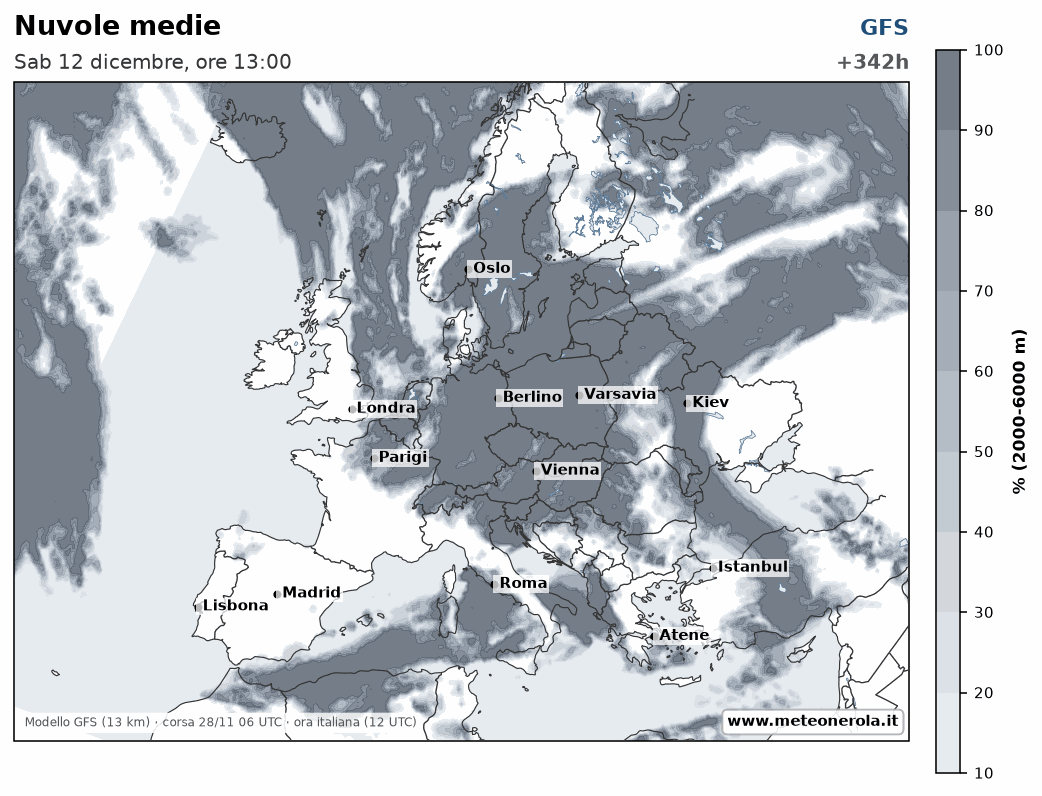 Nuvole medie
GFS
Sab 12 dicembre, ore 13:00
+342h
Oslo
Berlino
Varsavia
Kiev
Londra
Parigi
Vienna
Istanbul
Roma
Madrid
Lisbona
Atene
Modello GFS (13 km) · corsa 28/11 06 UTC · ora italiana (12 UTC)
www.meteonerola.it
100
90
80
70
60
50
40
30
20
10
% (2000-6000 m)